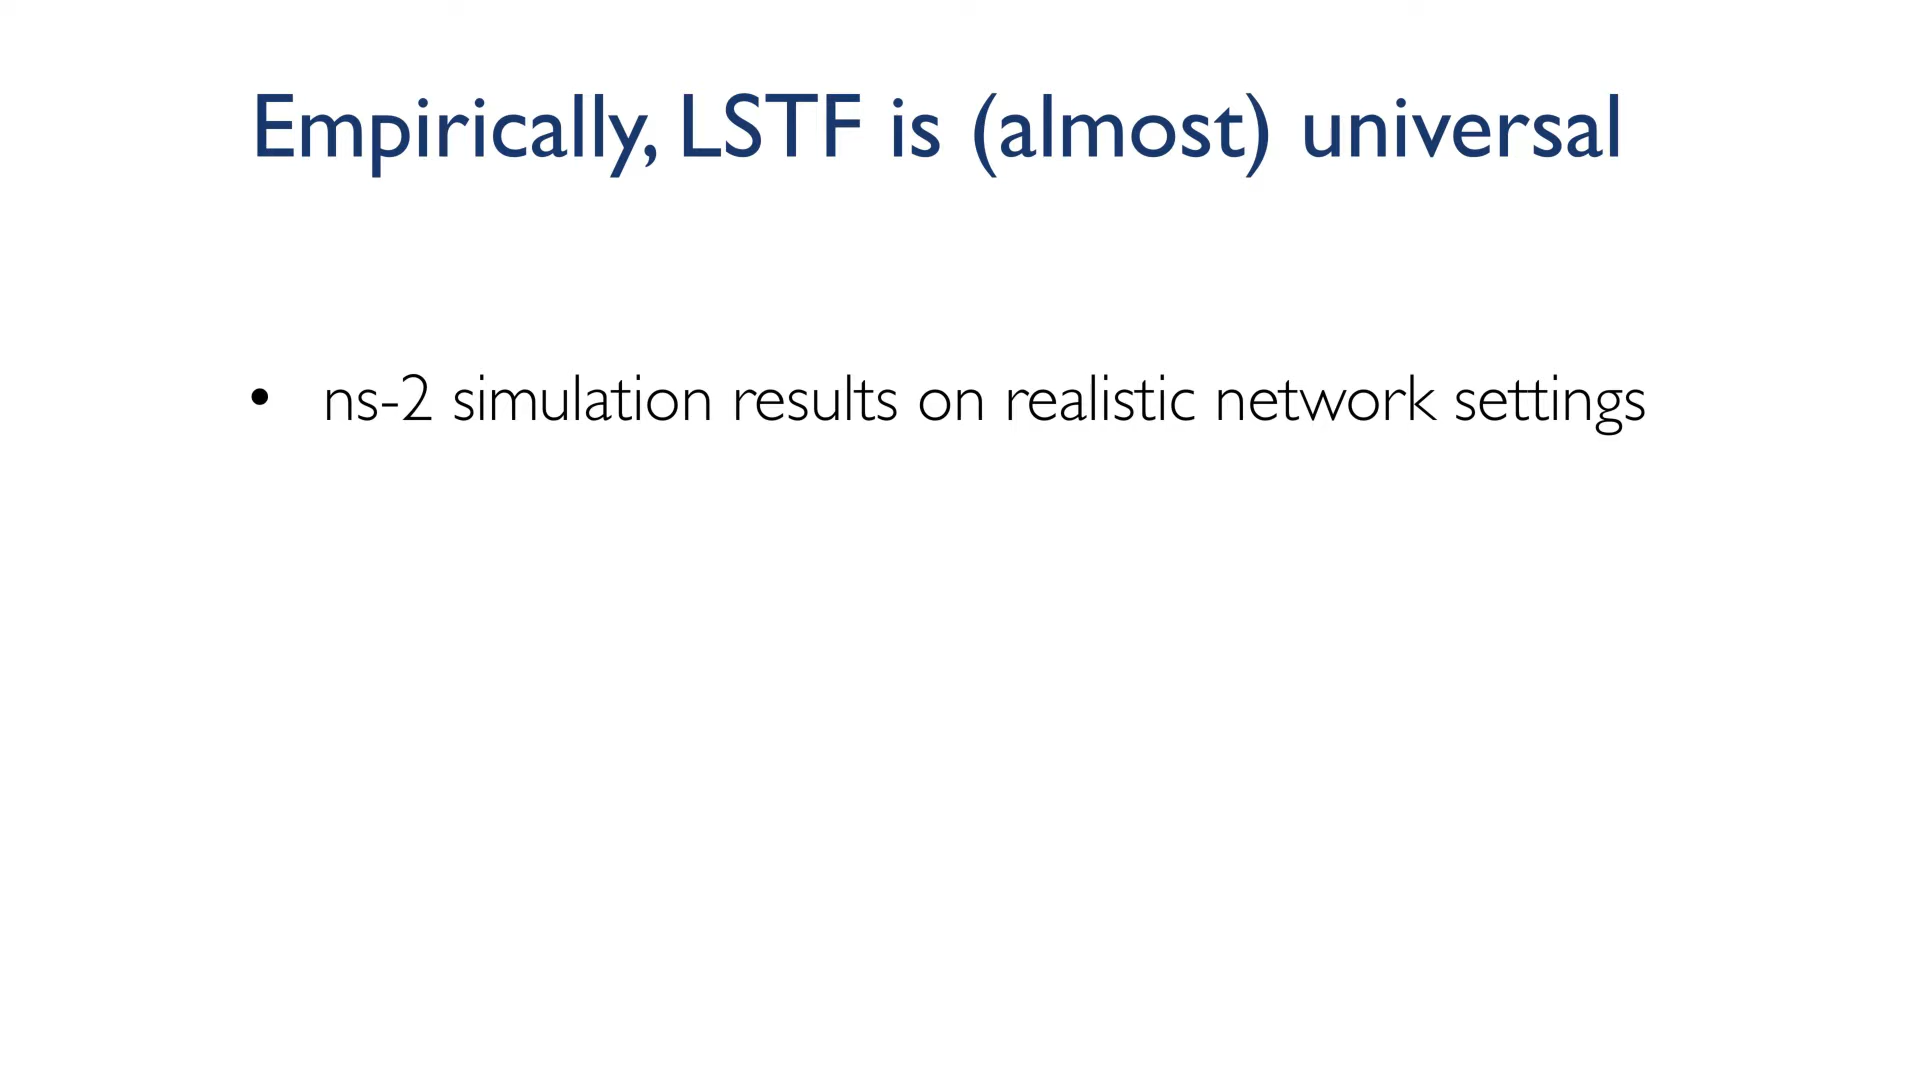 Empirically, LSTF is (almost) universal
• ns-2 simulation results on realistic network settings